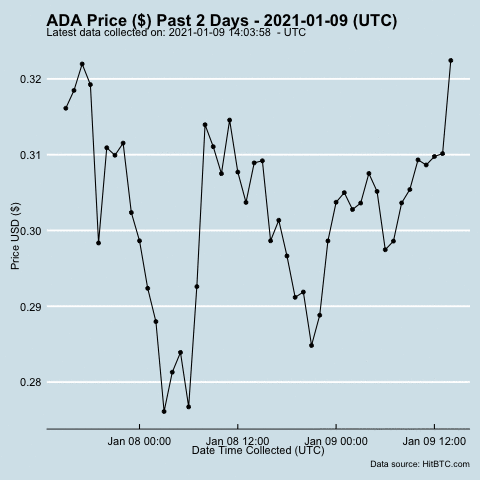 ADA Price ($) Past 2 Days - 2021-01-09 (UTC)
Latest data collected on: 2021-01-09 14:03:58 - UTC
0.32
0.31
0.30
0.29
0.28
Price USD ($)
Jan 08 00:00
Jan 08 12:00
Jan 09 00:00
Jan 09 12:00
Date Time Collected (UTC)
Data source: HitBTC.com